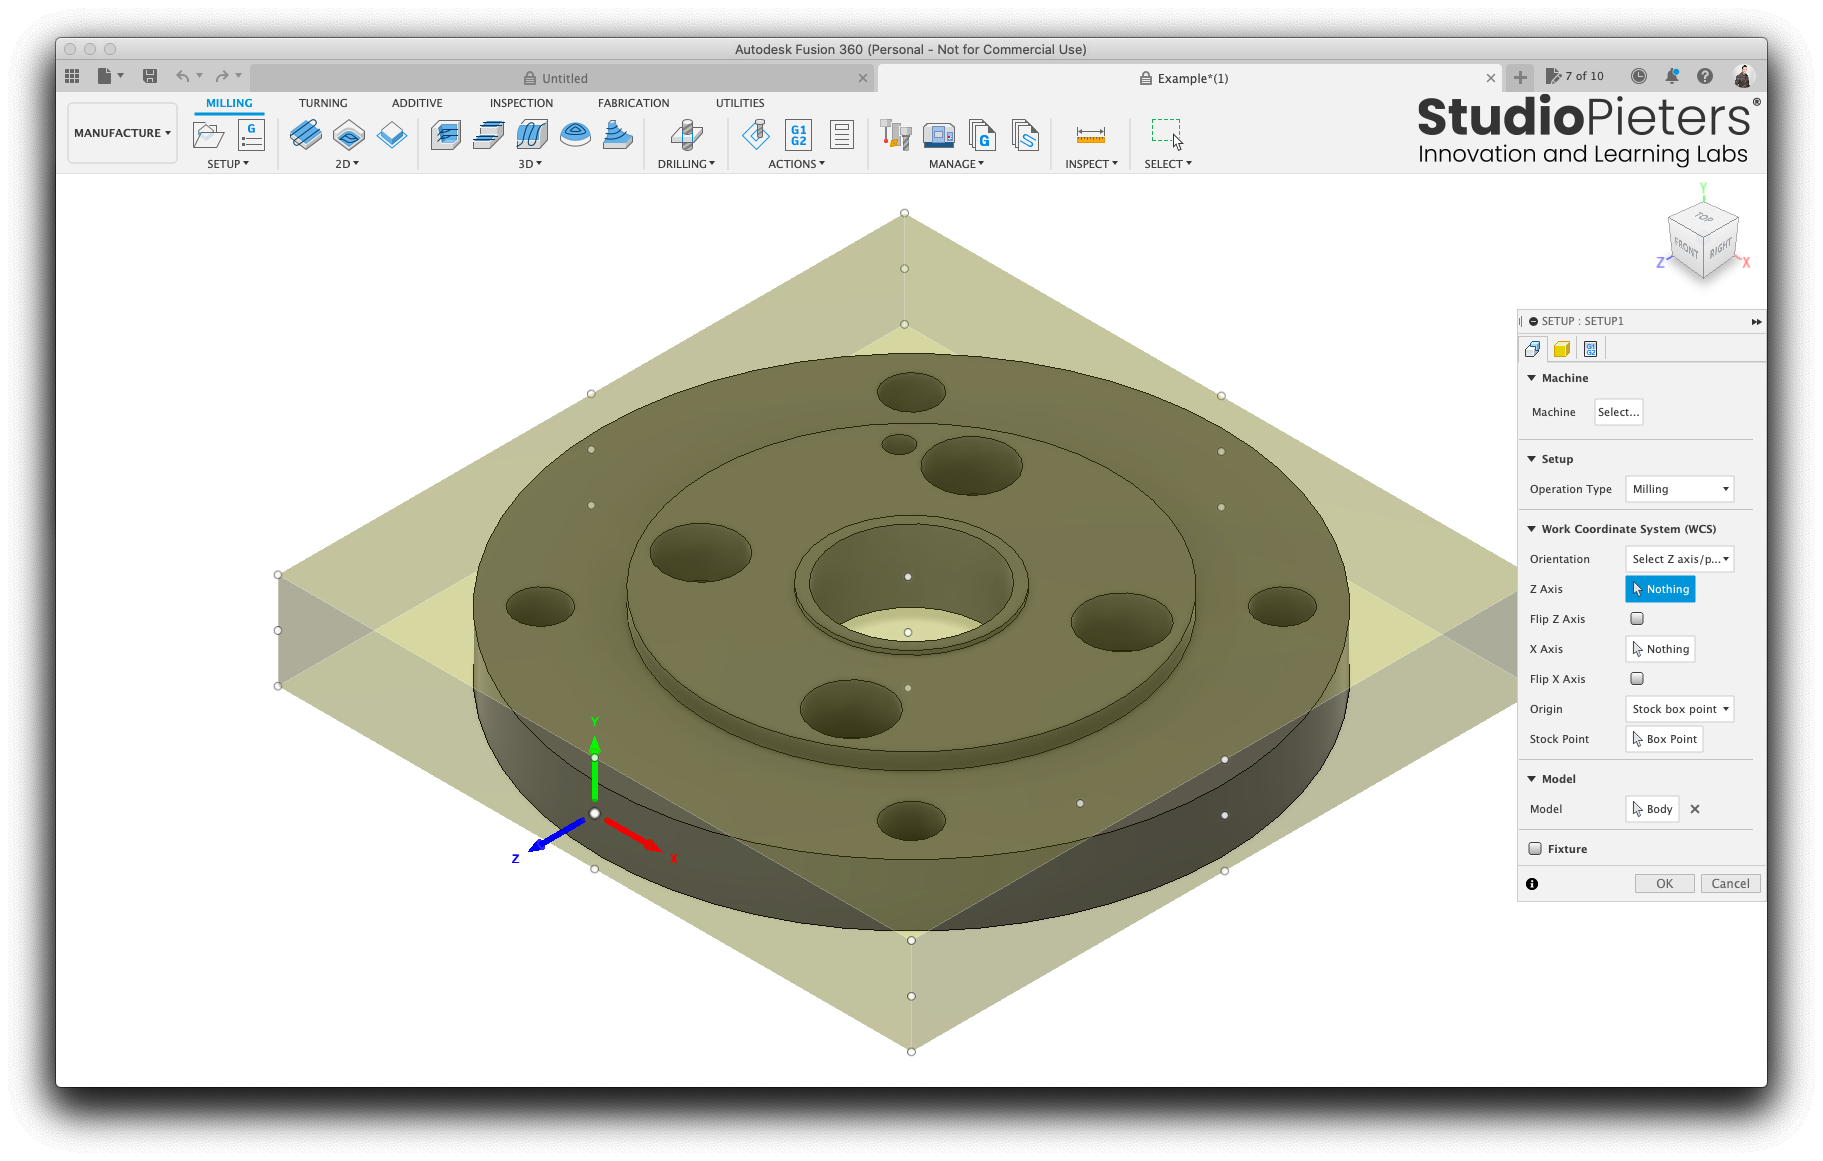 Autodesk Fusion 360 (Personal - Not for Commercial Use)
Untitled
Example*(1)
7 of 10
MILLING TURNING ADDITIVE INSPECTION FABRICATION UTILITIES
MANUFACTURE
G
G1
G2
G
SETUP 2D 3D DRILLING ACTIONS MANAGE INSPECT SELECT
StudioPieters®
Innovation and Learning Labs
Y
TOP
FRONT RIGHT
Z X
SETUP : SETUP1
G1
G2
Machine
Machine Select...
Setup
Operation Type Milling
Work Coordinate System (WCS)
Orientation Select Z axis/p...
Z Axis Nothing
Flip Z Axis
X Axis Nothing
Flip X Axis
Origin Stock box point
Stock Point Box Point
Model
Model Body
Fixture
OK Cancel
Y
Z X